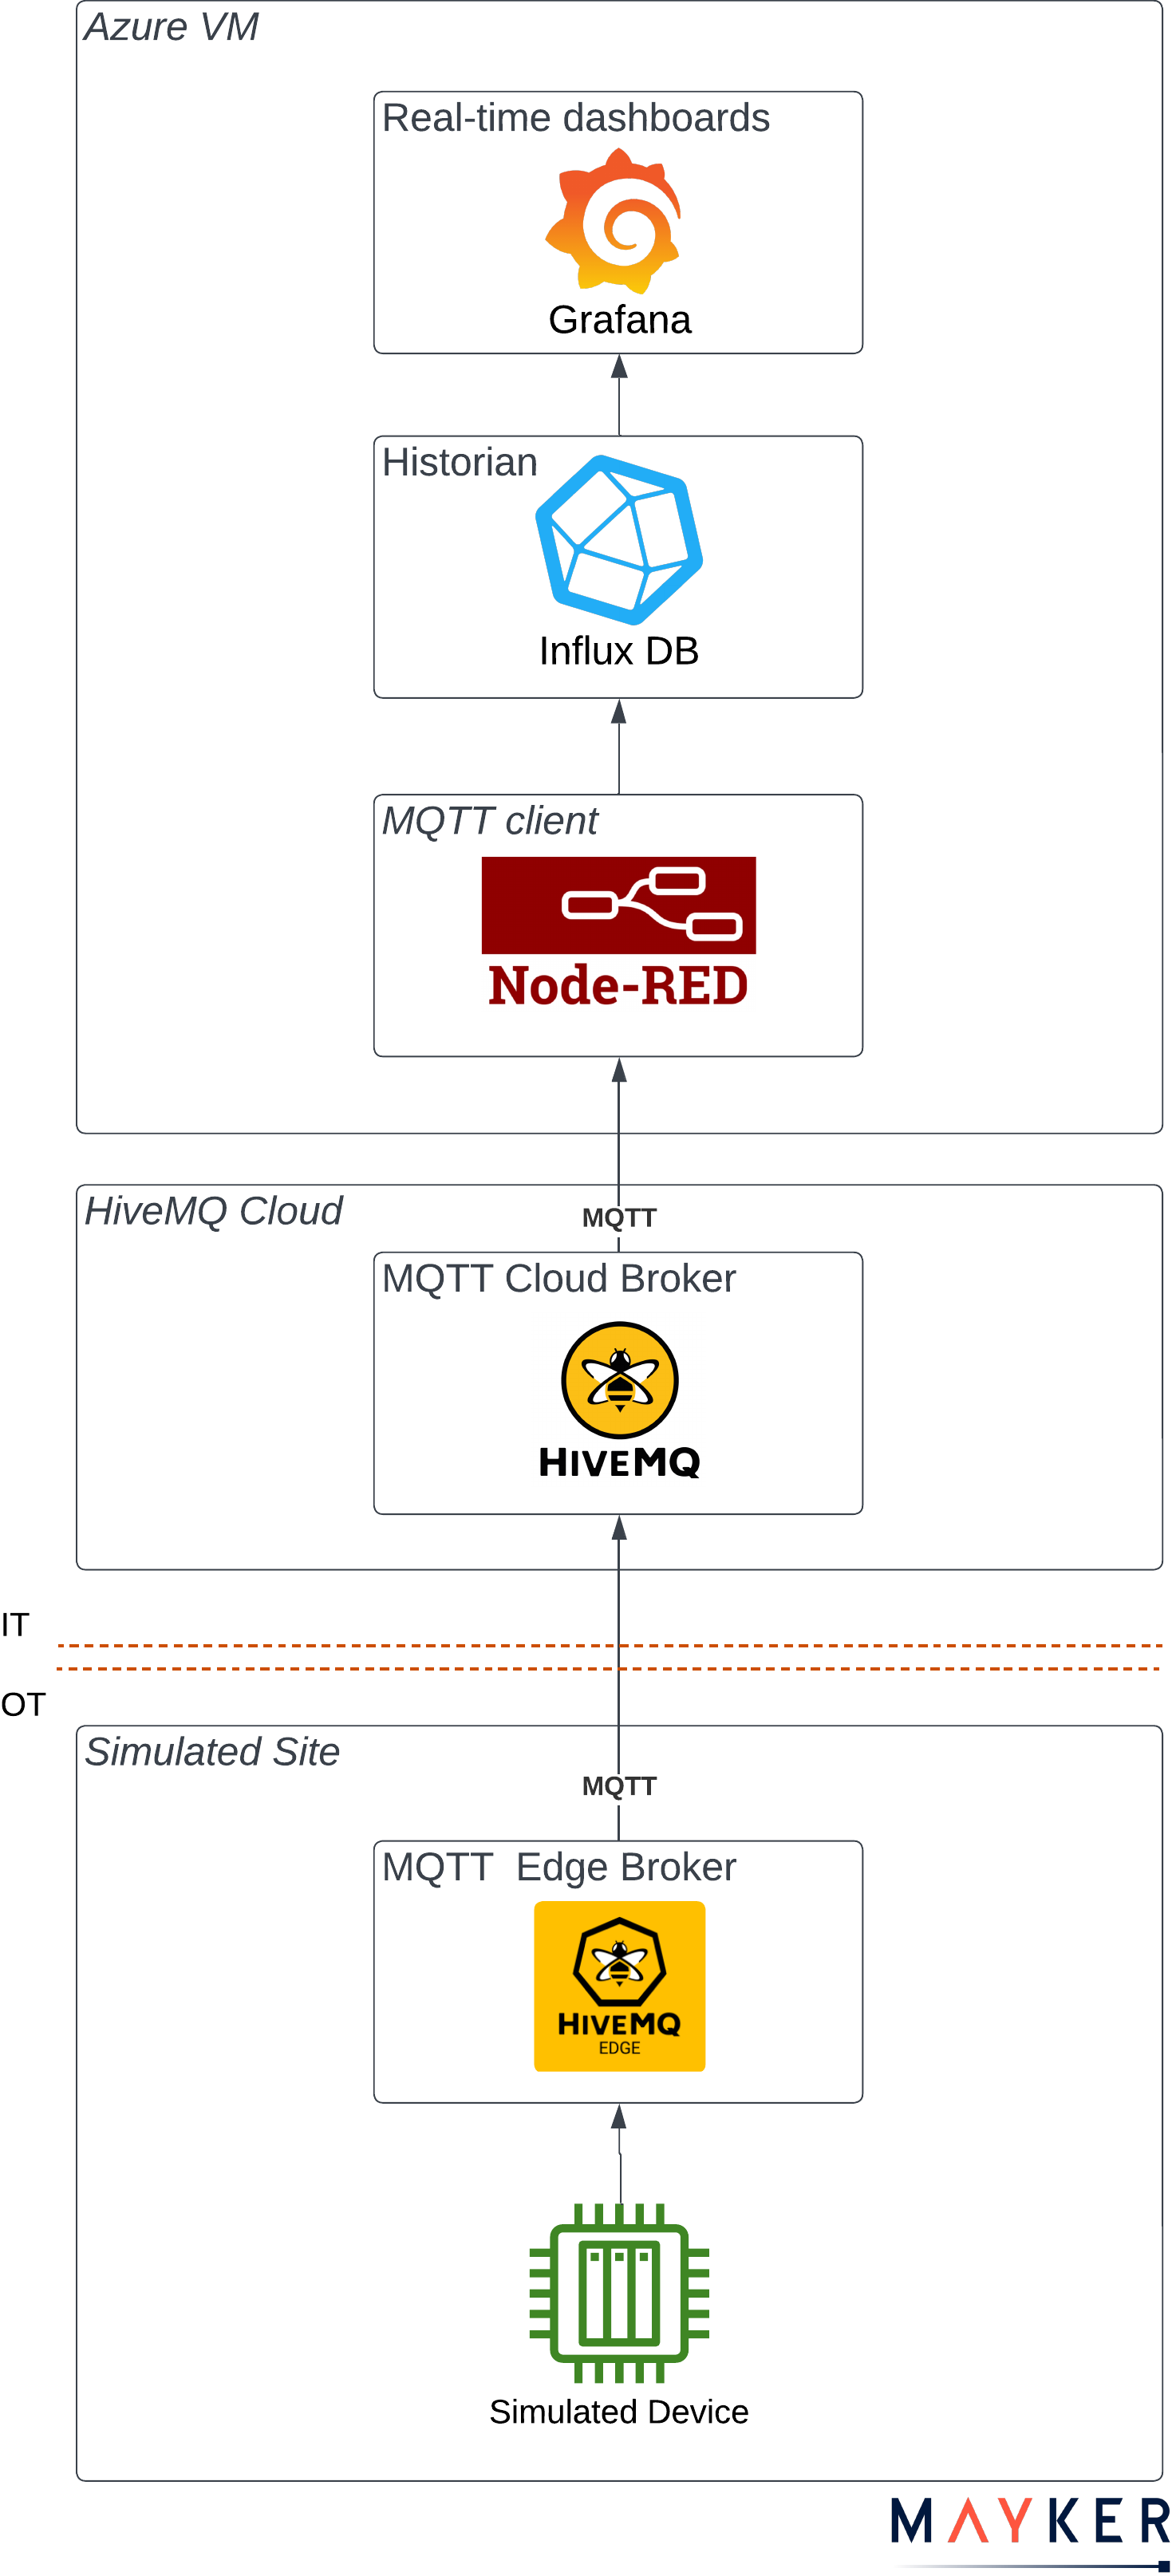 Azure VM
Real-time dashboards
Grafana
Historian
Influx DB
MQTT client
Node-RED
HiveMQ Cloud
MQTT
MQTT Cloud Broker
HIVEMQ
IT
OT
Simulated Site
MQTT
MQTT  Edge Broker
HIVEMQ
EDGE
Simulated Device
MAYKER